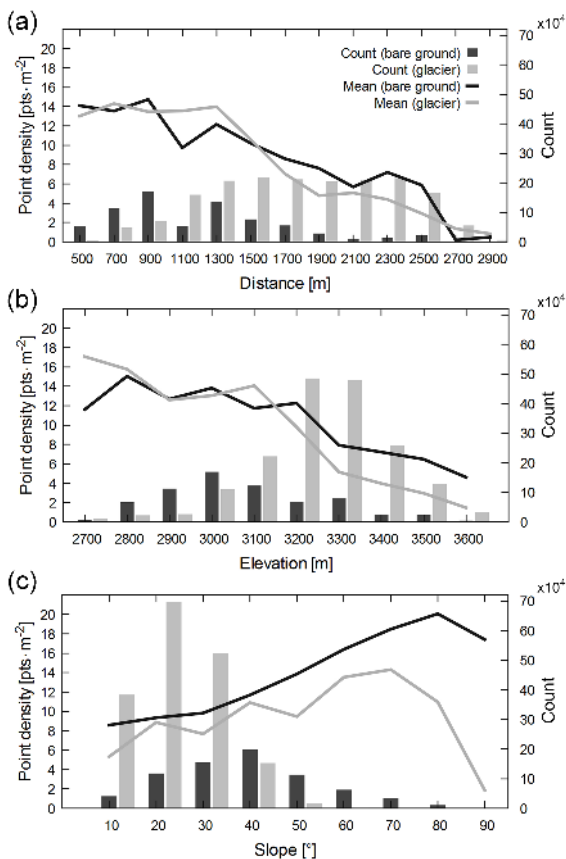 (a)
x10⁴
20 18 16 14 12 10 8 6 4 2 0
Point density [pts·m⁻²]
Count (bare ground)
Count (glacier)
Mean (bare ground)
Mean (glacier)
70 60 50 40 30 20 10 0
Count
500 700 900 1100 1300 1500 1700 1900 2100 2300 2500 2700 2900
Distance [m]
(b)
x10⁴
20 18 16 14 12 10 8 6 4 2 0
Point density [pts·m⁻²]
70 60 50 40 30 20 10 0
Count
2700 2800 2900 3000 3100 3200 3300 3400 3500 3600
Elevation [m]
(c)
x10⁴
20 18 16 14 12 10 8 6 4 2 0
Point density [pts·m⁻²]
70 60 50 40 30 20 10 0
Count
10 20 30 40 50 60 70 80 90
Slope [°]